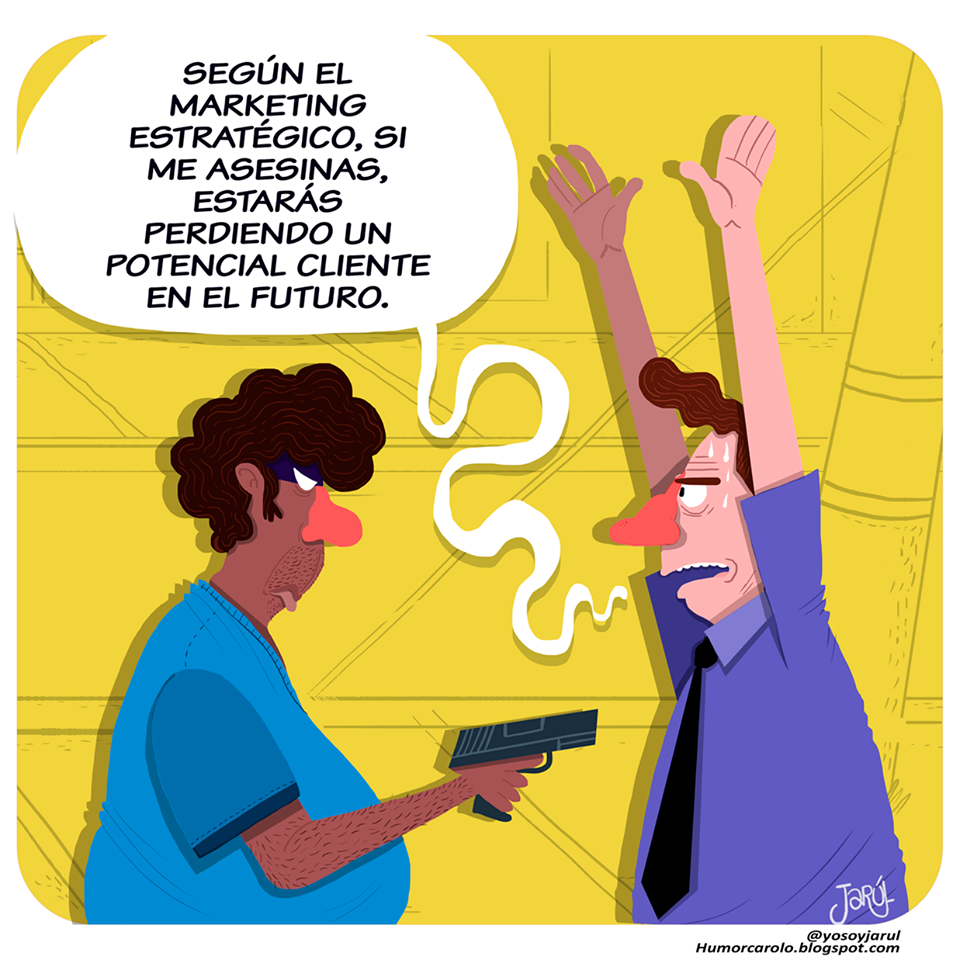 SEGÚN EL
MARKETING
ESTRATÉGICO, SI
ME ASESINAS,
ESTARÁS
PERDIENDO UN
POTENCIAL CLIENTE
EN EL FUTURO.
JARÚL
@yosoyjarul
Humorcarolo.blogspot.com